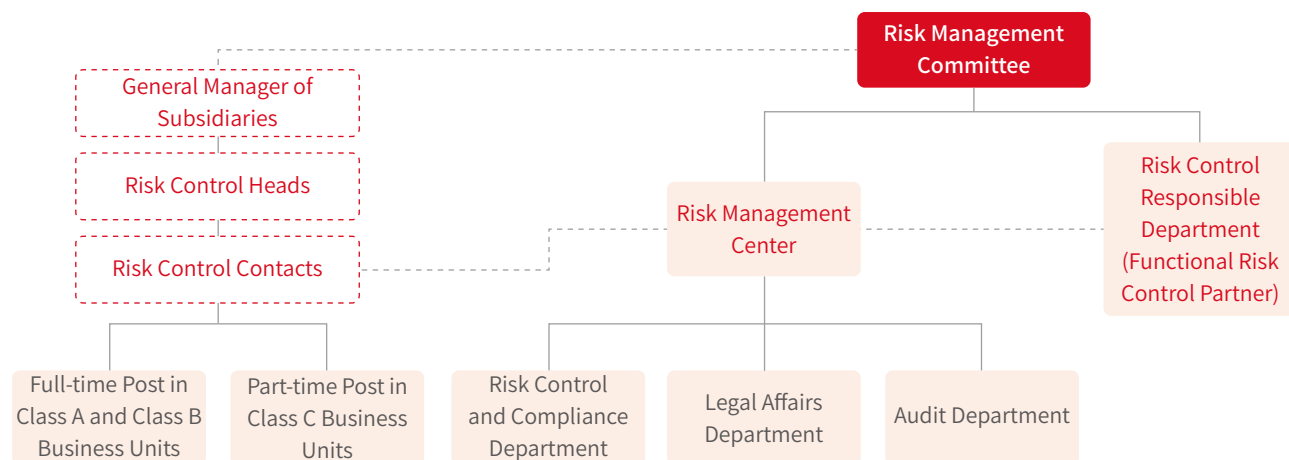 Risk Management
Committee
General Manager of
Subsidiaries
Risk Control Heads
Risk Control Contacts
Risk Management
Center
Risk Control
Responsible
Department
(Functional Risk
Control Partner)
Full-time Post in
Class A and Class B
Business Units
Part-time Post in
Class C Business
Units
Risk Control
and Compliance
Department
Legal Affairs
Department
Audit Department